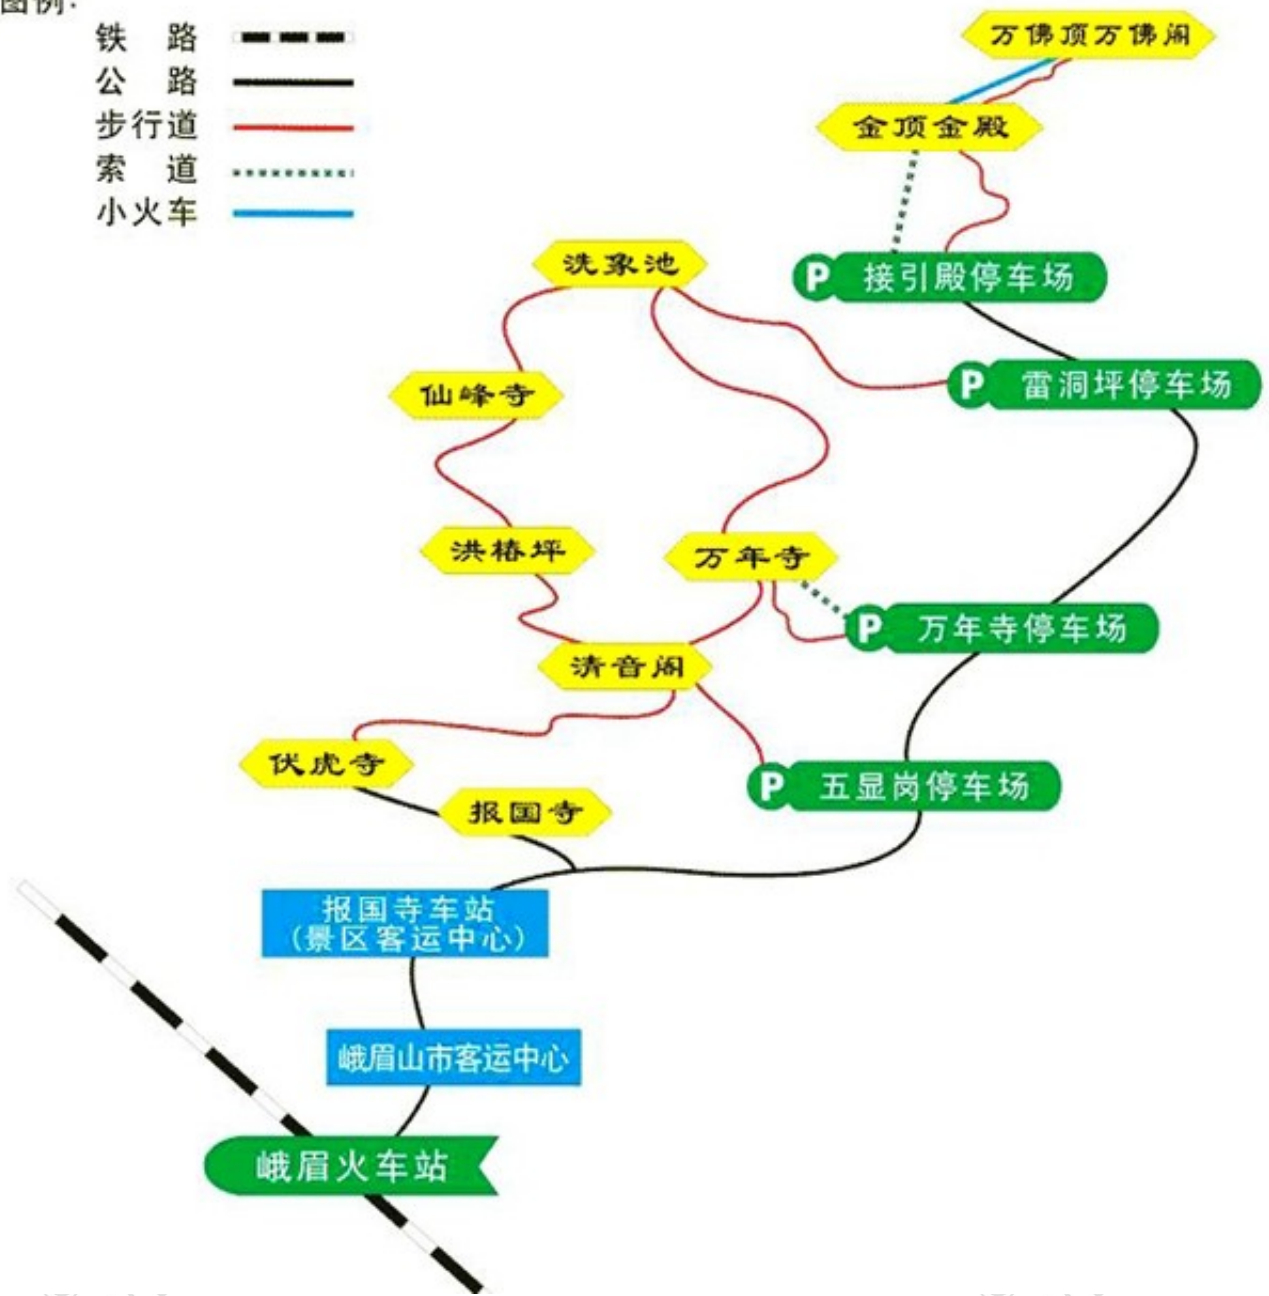 图例:
铁 路
公 路
步行道
索 道
小火车
万佛顶万佛阁
金顶金殿
P 接引殿停车场
洗象池
P 雷洞坪停车场
仙峰寺
洪椿坪
万年寺
P 万年寺停车场
清音阁
伏虎寺
P 五显岗停车场
报国寺
报国寺车站
(景区客运中心)
峨眉山市客运中心
峨眉火车站